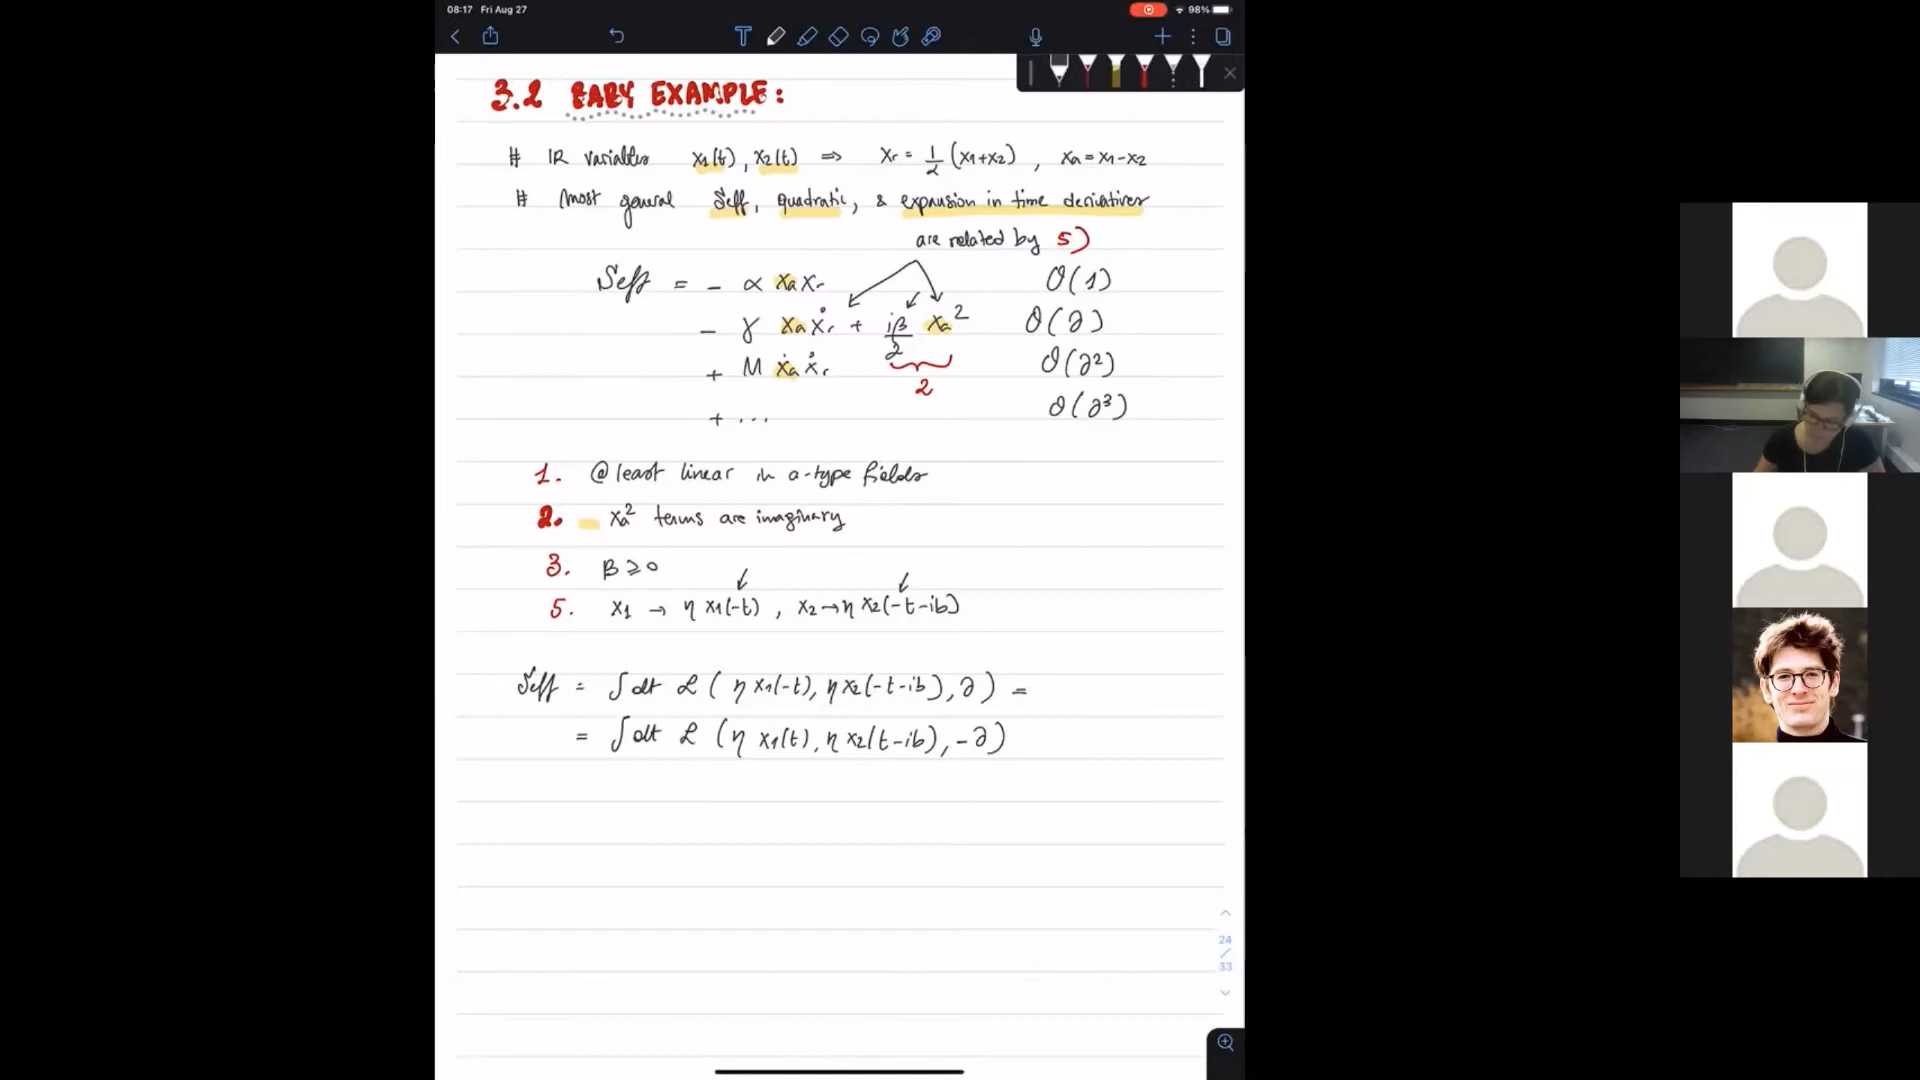 08:17 Fri Aug 27
98%
3.2 BABY EXAMPLE:
# IR variables x1(t), x2(t) ⇒ xr = 1/2 (x1+x2), xa = x1-x2
# Most general Seff, quadratic, & expansion in time derivatives
are related by 5)
Seff = - α xa xr O(1)
- γ xa ẋr + iβ/2 xa² O(∂)
+ M ẋa ẋr 2 O(∂²)
+ ... O(∂³)
1. @ least linear in a-type fields
2. xa² terms are imaginary
3. β ≥ 0
5. x1 → η x1(-t), x2 → η x2(-t-ib)
Seff = ∫dt L (η x1(-t), η x2(-t-ib), ∂) =
= ∫dt L (η x1(t), η x2(t-ib), -∂)
24
/
33